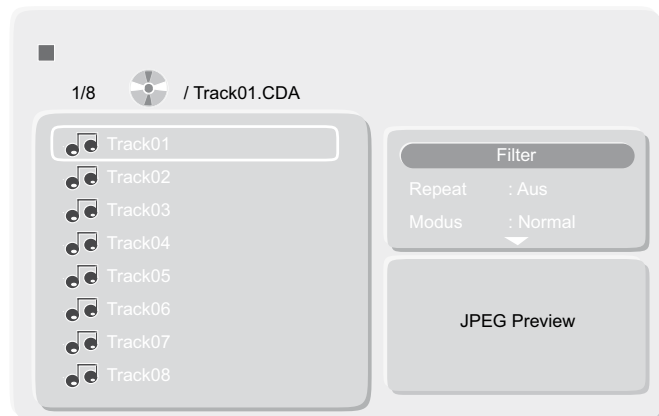 1/8 / Track01.CDA
Track01
Track02
Track03
Track04
Track05
Track06
Track07
Track08
Filter
Repeat : Aus
Modus : Normal
JPEG Preview